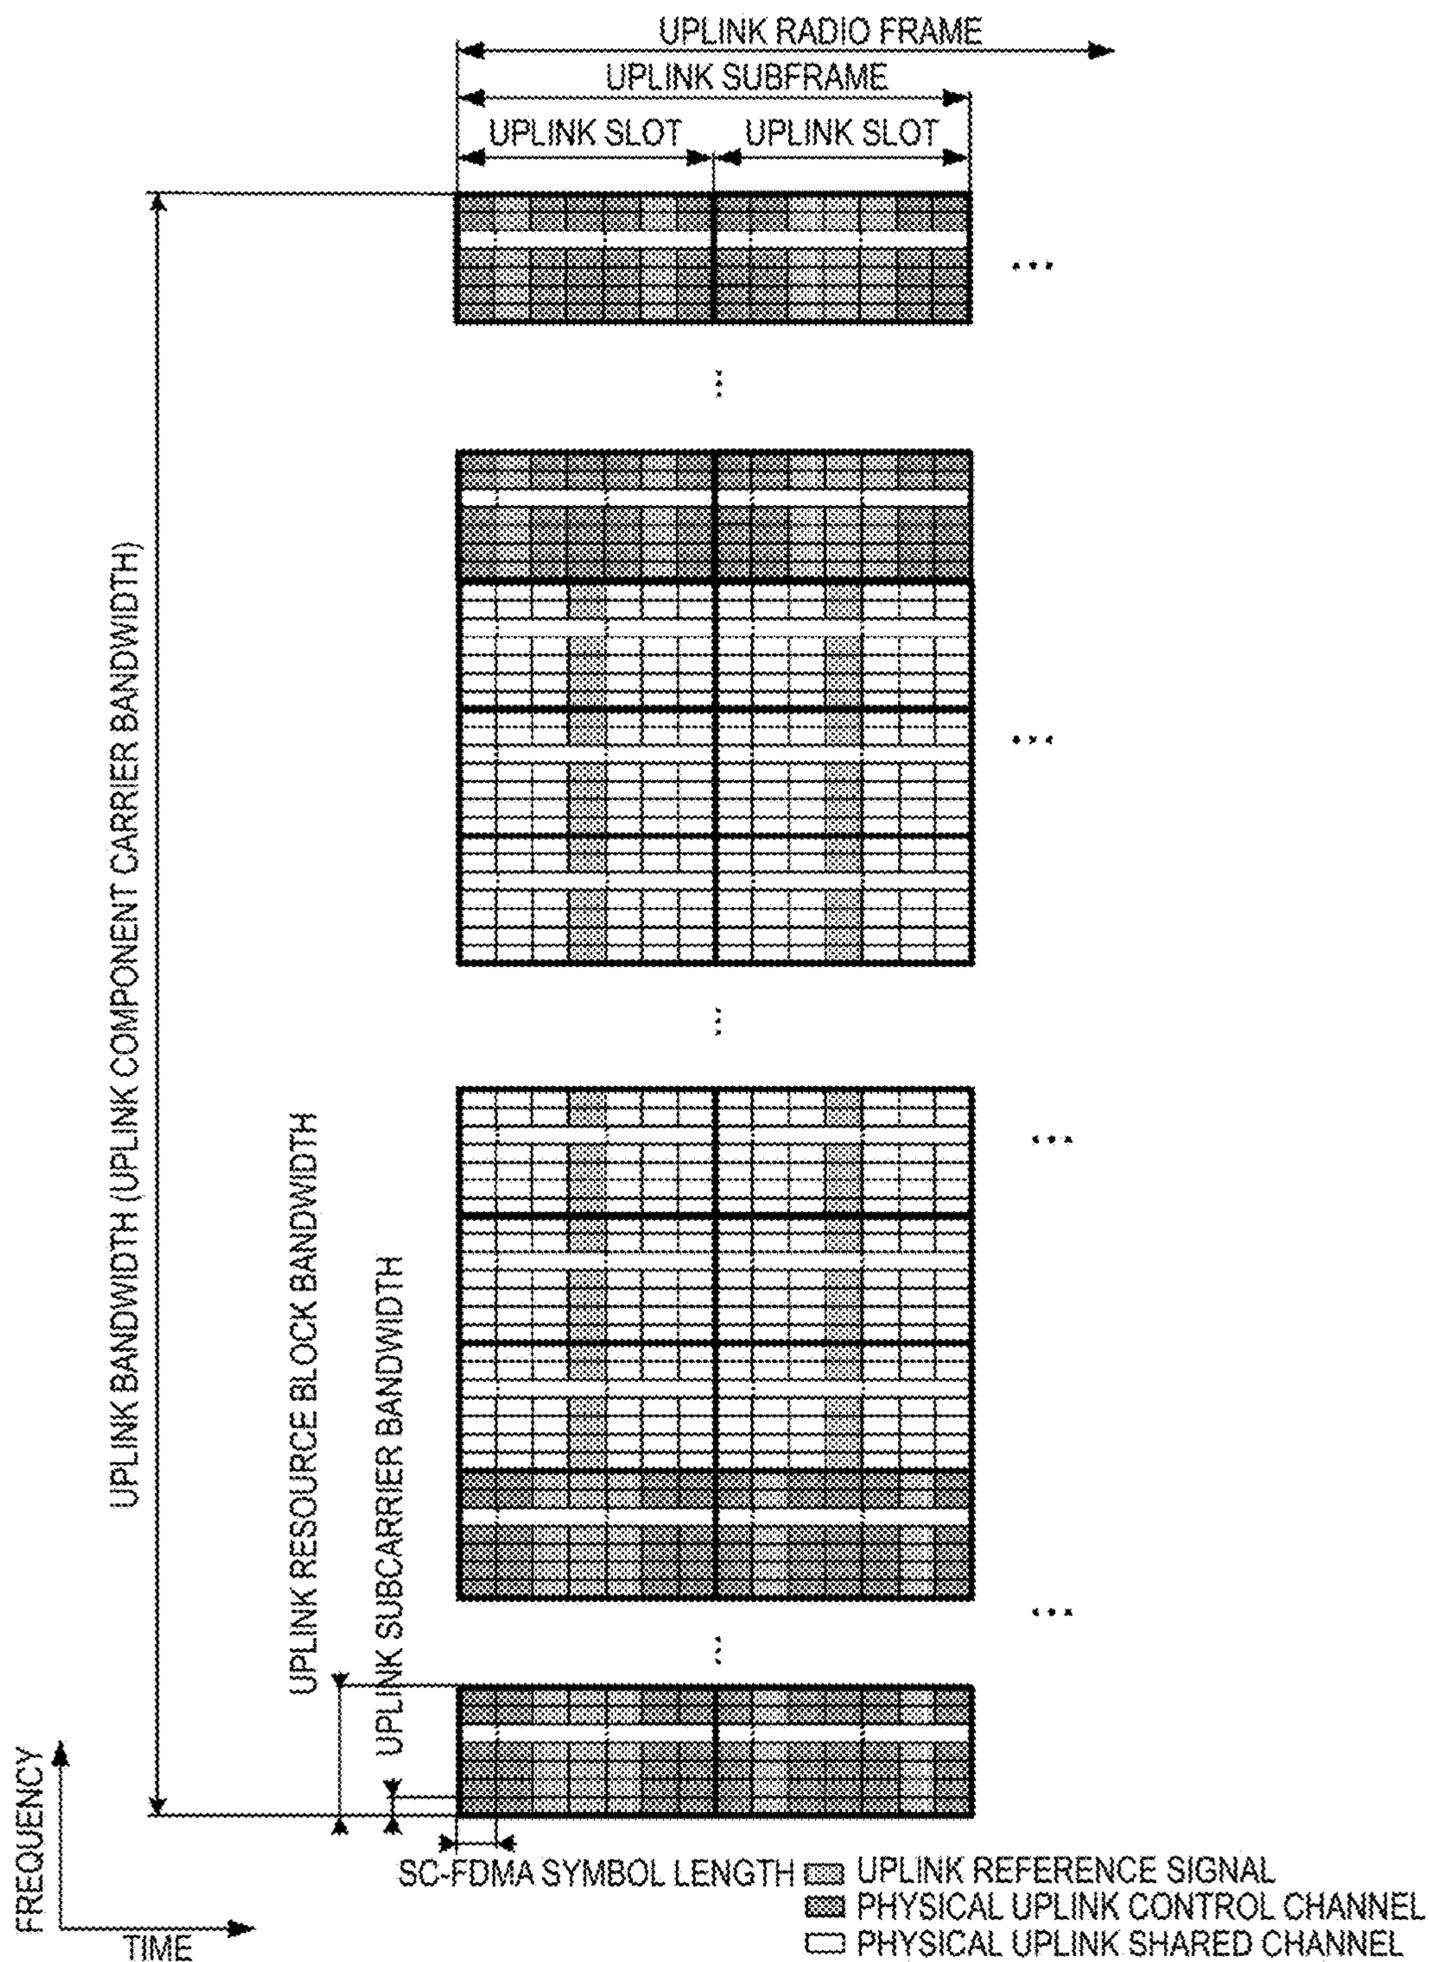 UPLINK RADIO FRAME
UPLINK SUBFRAME
UPLINK SLOT
UPLINK SLOT
UPLINK BANDWIDTH (UPLINK COMPONENT CARRIER BANDWIDTH)
UPLINK RESOURCE BLOCK BANDWIDTH
UPLINK SUBCARRIER BANDWIDTH
FREQUENCY
TIME
SC-FDMA SYMBOL LENGTH
UPLINK REFERENCE SIGNAL
PHYSICAL UPLINK CONTROL CHANNEL
PHYSICAL UPLINK SHARED CHANNEL